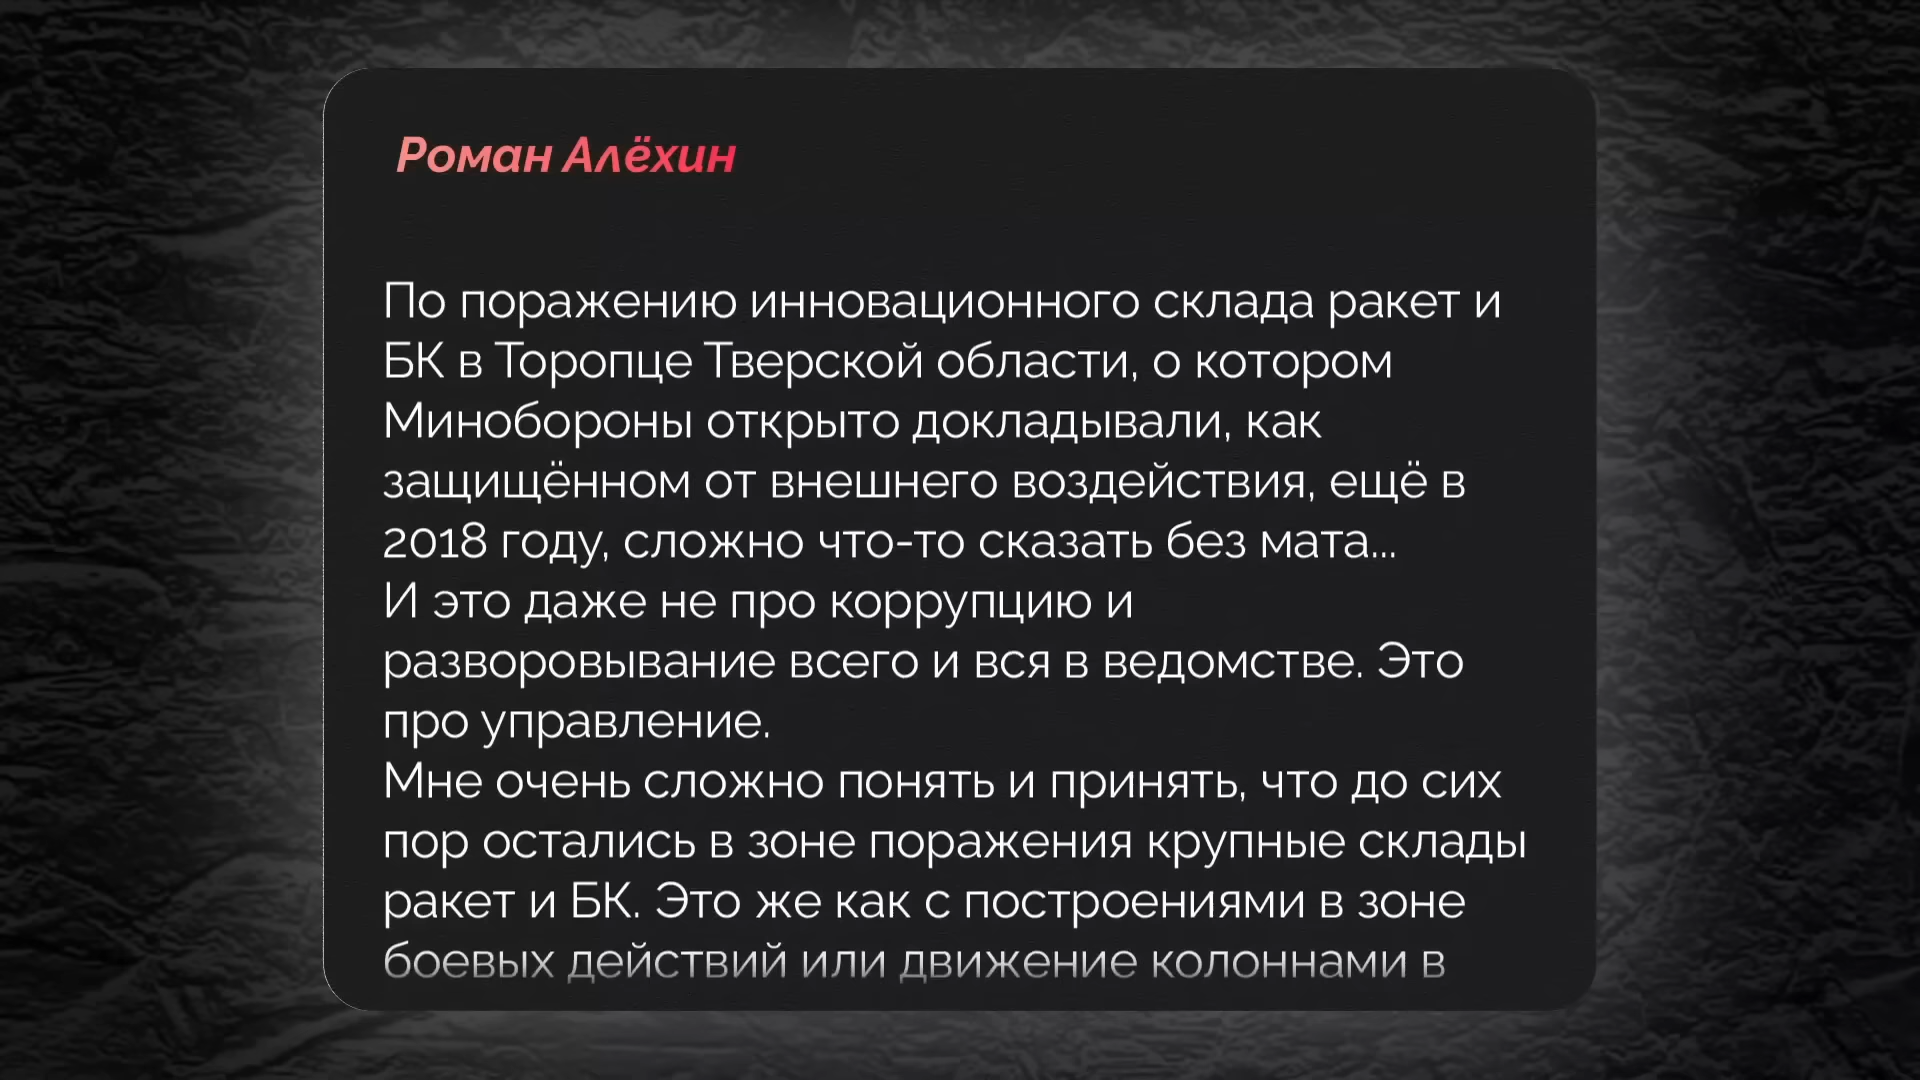 Роман Алёхин
По поражению инновационного склада ракет и
БК в Торопце Тверской области, о котором
Минобороны открыто докладывали, как
защищённом от внешнего воздействия, ещё в
2018 году, сложно что-то сказать без мата...
И это даже не про коррупцию и
разворовывание всего и вся в ведомстве. Это
про управление.
Мне очень сложно понять и принять, что до сих
пор остались в зоне поражения крупные склады
ракет и БК. Это же как с построениями в зоне
боевых действий или движение колоннами в